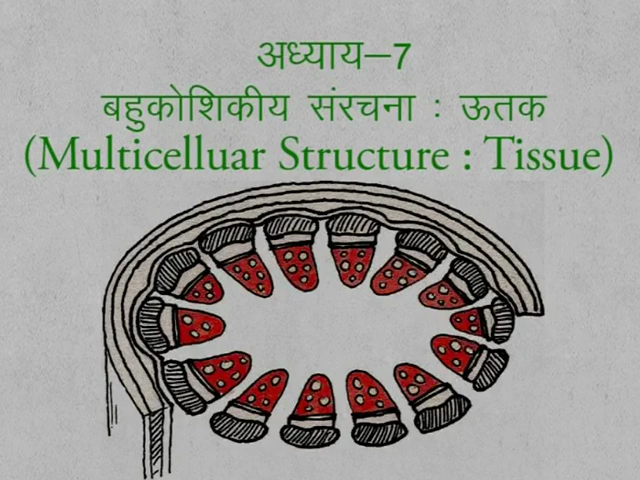 अध्याय–7
बहुकोशिकीय संरचना : ऊतक
(Multicelluar Structure : Tissue)